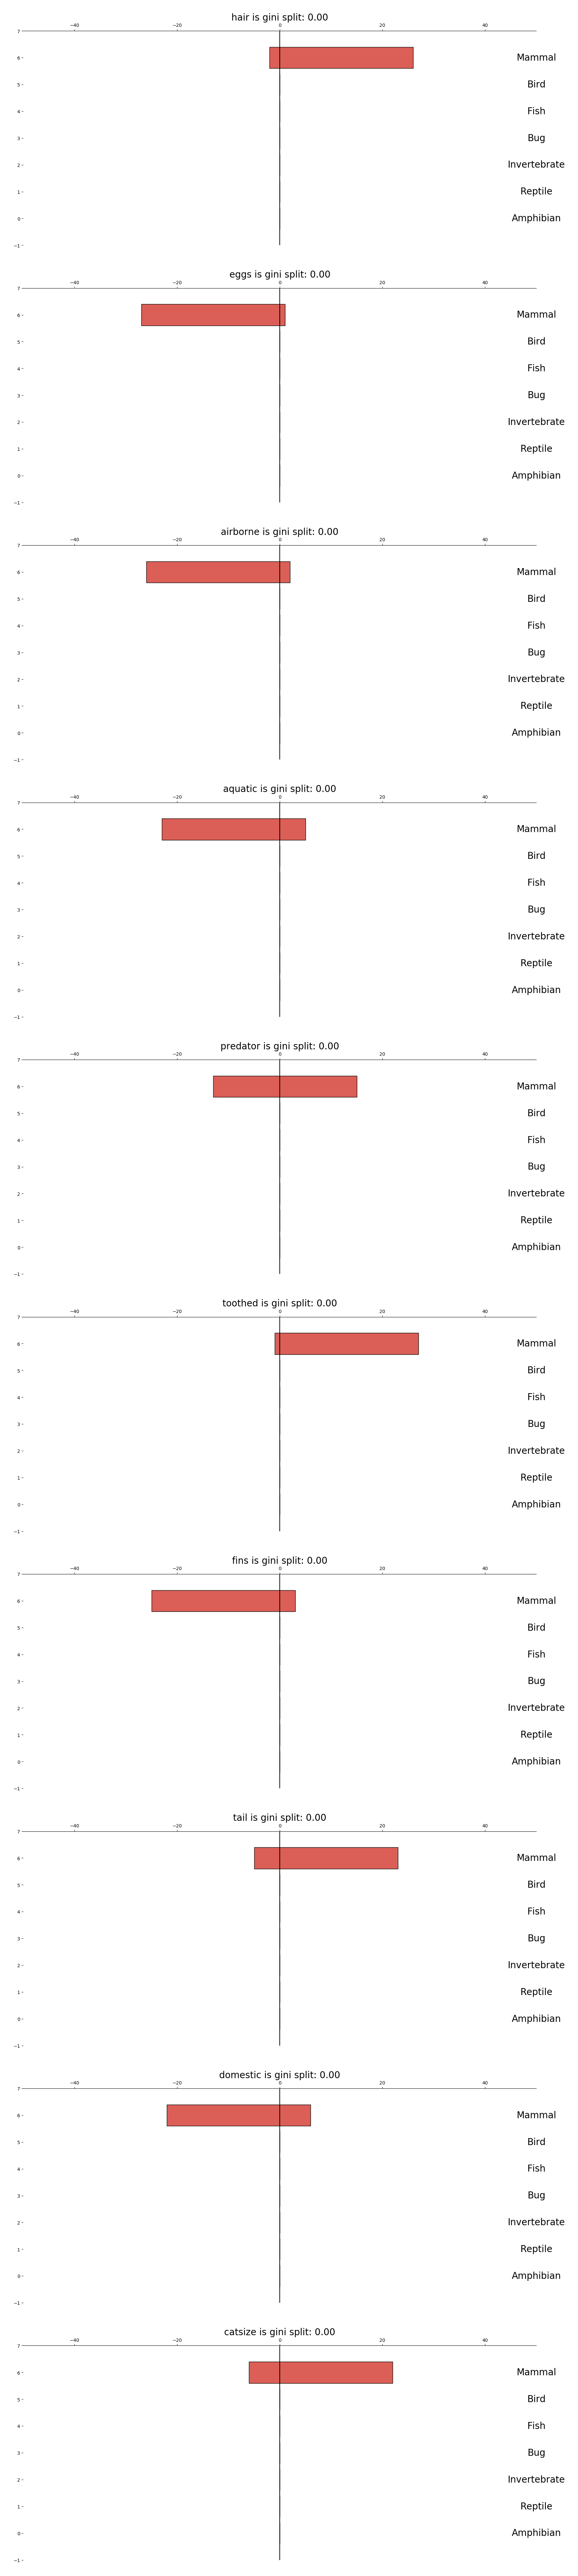 hair is gini split: 0.00
−40 −20 0 20 40
7
6 Mammal
5 Bird
4 Fish
3 Bug
2 Invertebrate
1 Reptile
0 Amphibian
−1
eggs is gini split: 0.00
−40 −20 0 20 40
7
6 Mammal
5 Bird
4 Fish
3 Bug
2 Invertebrate
1 Reptile
0 Amphibian
−1
airborne is gini split: 0.00
−40 −20 0 20 40
7
6 Mammal
5 Bird
4 Fish
3 Bug
2 Invertebrate
1 Reptile
0 Amphibian
−1
aquatic is gini split: 0.00
−40 −20 0 20 40
7
6 Mammal
5 Bird
4 Fish
3 Bug
2 Invertebrate
1 Reptile
0 Amphibian
−1
predator is gini split: 0.00
−40 −20 0 20 40
7
6 Mammal
5 Bird
4 Fish
3 Bug
2 Invertebrate
1 Reptile
0 Amphibian
−1
toothed is gini split: 0.00
−40 −20 0 20 40
7
6 Mammal
5 Bird
4 Fish
3 Bug
2 Invertebrate
1 Reptile
0 Amphibian
−1
fins is gini split: 0.00
−40 −20 0 20 40
7
6 Mammal
5 Bird
4 Fish
3 Bug
2 Invertebrate
1 Reptile
0 Amphibian
−1
tail is gini split: 0.00
−40 −20 0 20 40
7
6 Mammal
5 Bird
4 Fish
3 Bug
2 Invertebrate
1 Reptile
0 Amphibian
−1
domestic is gini split: 0.00
−40 −20 0 20 40
7
6 Mammal
5 Bird
4 Fish
3 Bug
2 Invertebrate
1 Reptile
0 Amphibian
−1
catsize is gini split: 0.00
−40 −20 0 20 40
7
6 Mammal
5 Bird
4 Fish
3 Bug
2 Invertebrate
1 Reptile
0 Amphibian
−1